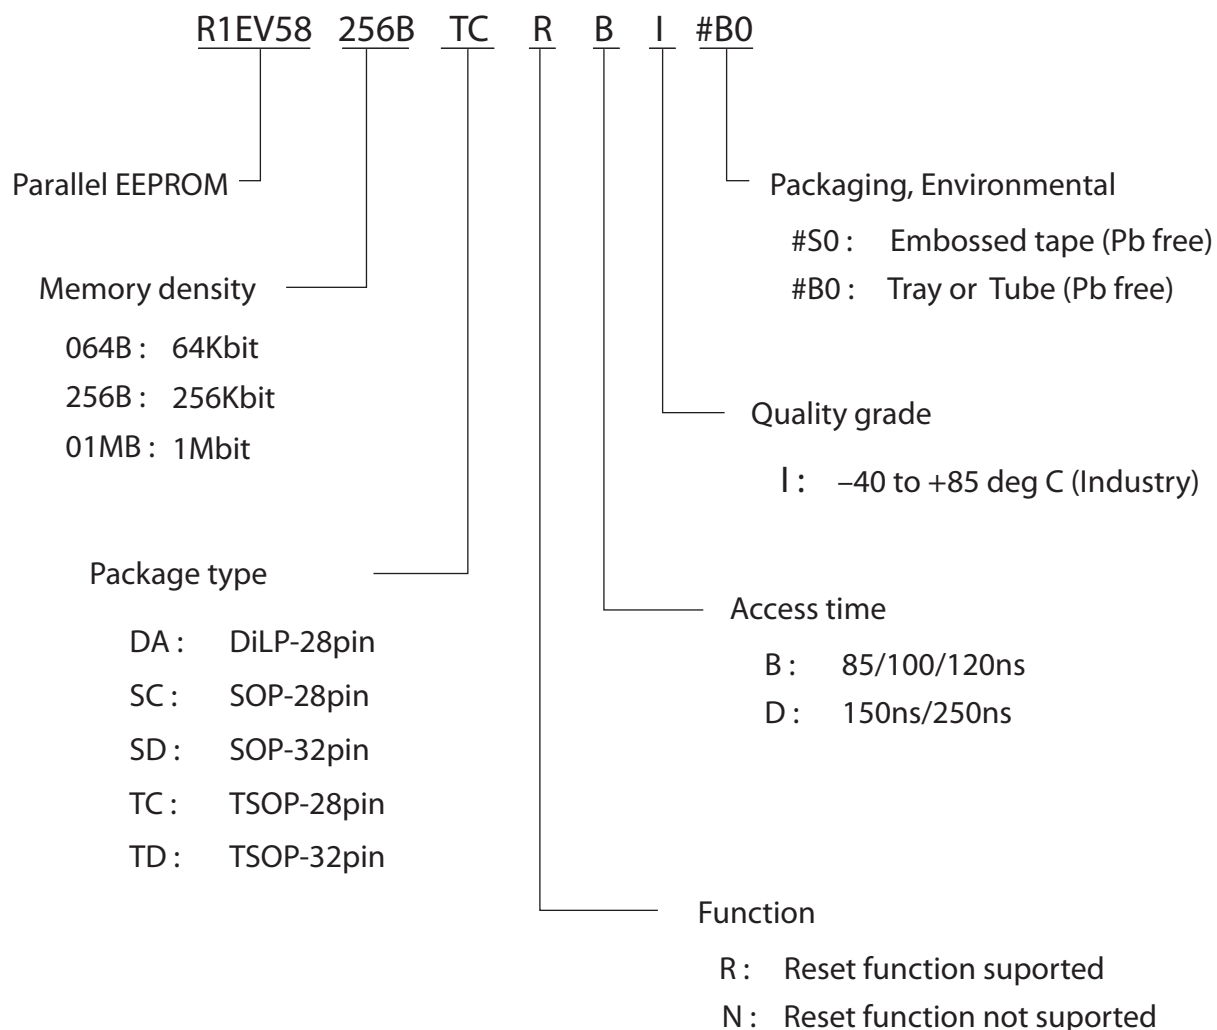 R1EV58 256B TC R B I #B0
Parallel EEPROM
Packaging, Environmental
#S0 : Embossed tape (Pb free)
#B0 : Tray or Tube (Pb free)
Memory density
064B : 64Kbit
256B : 256Kbit
01MB : 1Mbit
Quality grade
I : –40 to +85 deg C (Industry)
Package type
DA : DiLP-28pin
SC : SOP-28pin
SD : SOP-32pin
TC : TSOP-28pin
TD : TSOP-32pin
Access time
B : 85/100/120ns
D : 150ns/250ns
Function
R : Reset function suported
N : Reset function not suported